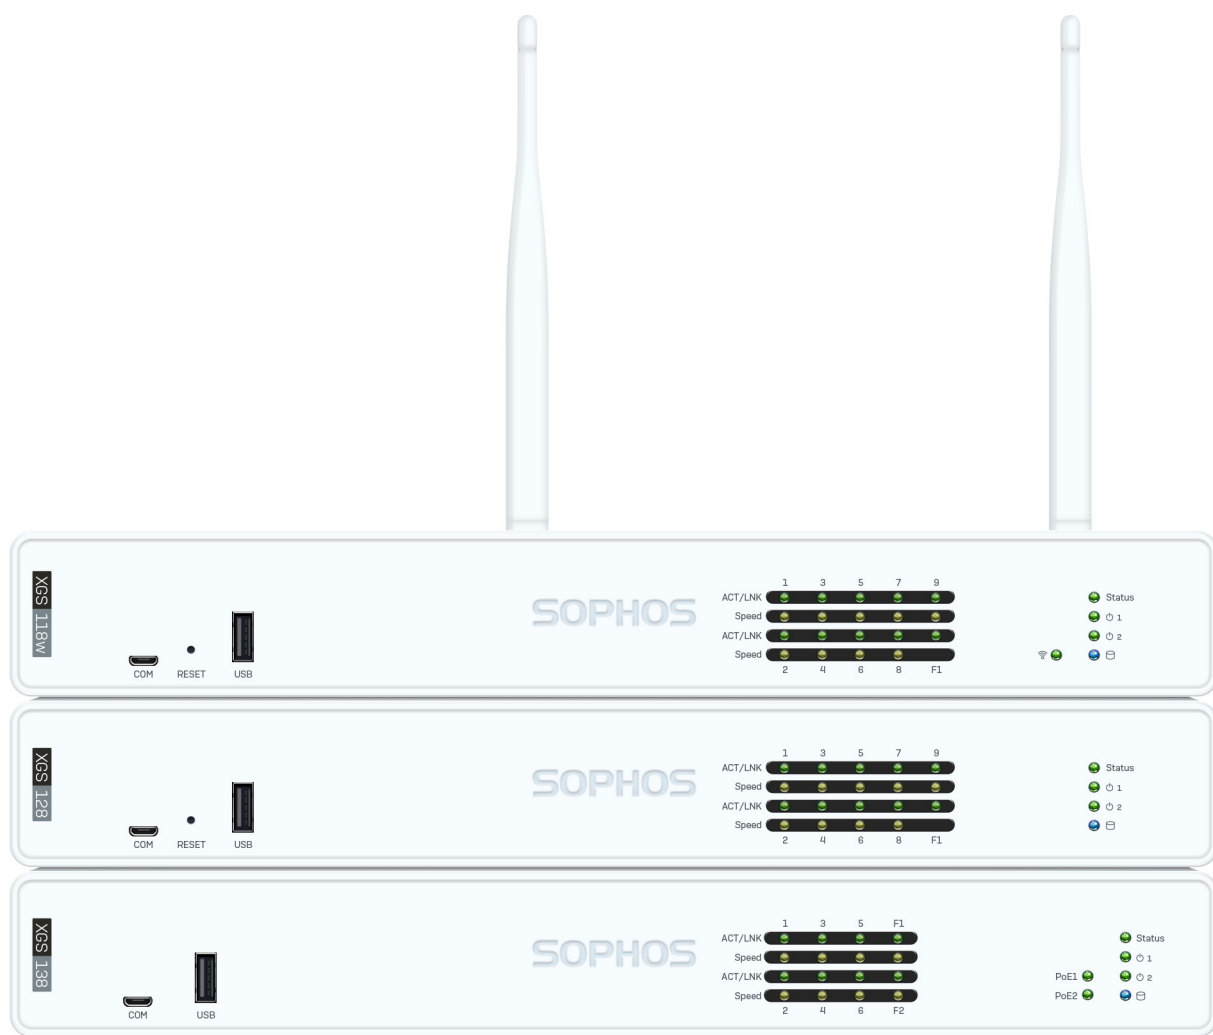 XGS 118w
SOPHOS
1 3 5 7 9
ACT/LNK
Speed
ACT/LNK
Speed
2 4 6 8 F1
Status
1
2
COM RESET USB
XGS 128
SOPHOS
1 3 5 7 9
ACT/LNK
Speed
ACT/LNK
Speed
2 4 6 8 F1
Status
1
2
COM RESET USB
XGS 138
SOPHOS
1 3 5 F1
ACT/LNK
Speed
ACT/LNK
Speed
2 4 6 F2
Status
1
PoE1 2
PoE2
COM USB